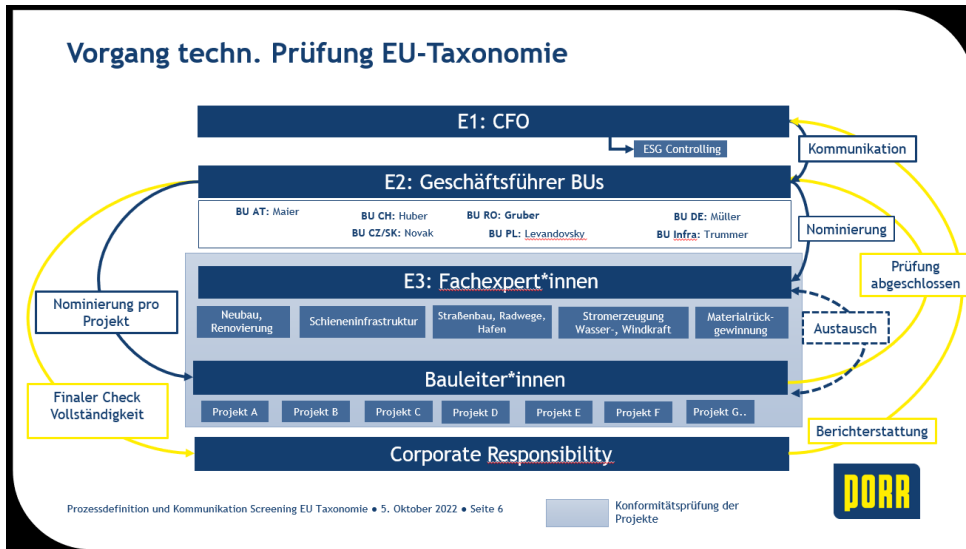 Vorgang techn. Prüfung EU-Taxonomie
E1: CFO
ESG Controlling
Kommunikation
E2: Geschäftsführer BUs
BU AT: Maier
BU CH: Huber
BU RO: Gruber
BU DE: Müller
BU CZ/SK: Novak
BU PL: Levandovsky
BU Infra: Trummer
Nominierung
E3: Fachexpert*innen
Prüfung
abgeschlossen
Nominierung pro
Projekt
Neubau,
Renovierung
Schieneninfrastruktur
Straßenbau, Radwege,
Hafen
Stromerzeugung
Wasser-, Windkraft
Materialrück-
gewinnung
Austausch
Bauleiter*innen
Finaler Check
Vollständigkeit
Projekt A
Projekt B
Projekt C
Projekt D
Projekt E
Projekt F
Projekt G..
Berichterstattung
Corporate Responsibility
PORR
Prozessdefinition und Kommunikation Screening EU Taxonomie ● 5. Oktober 2022 ● Seite 6
Konformitätsprüfung der
Projekte